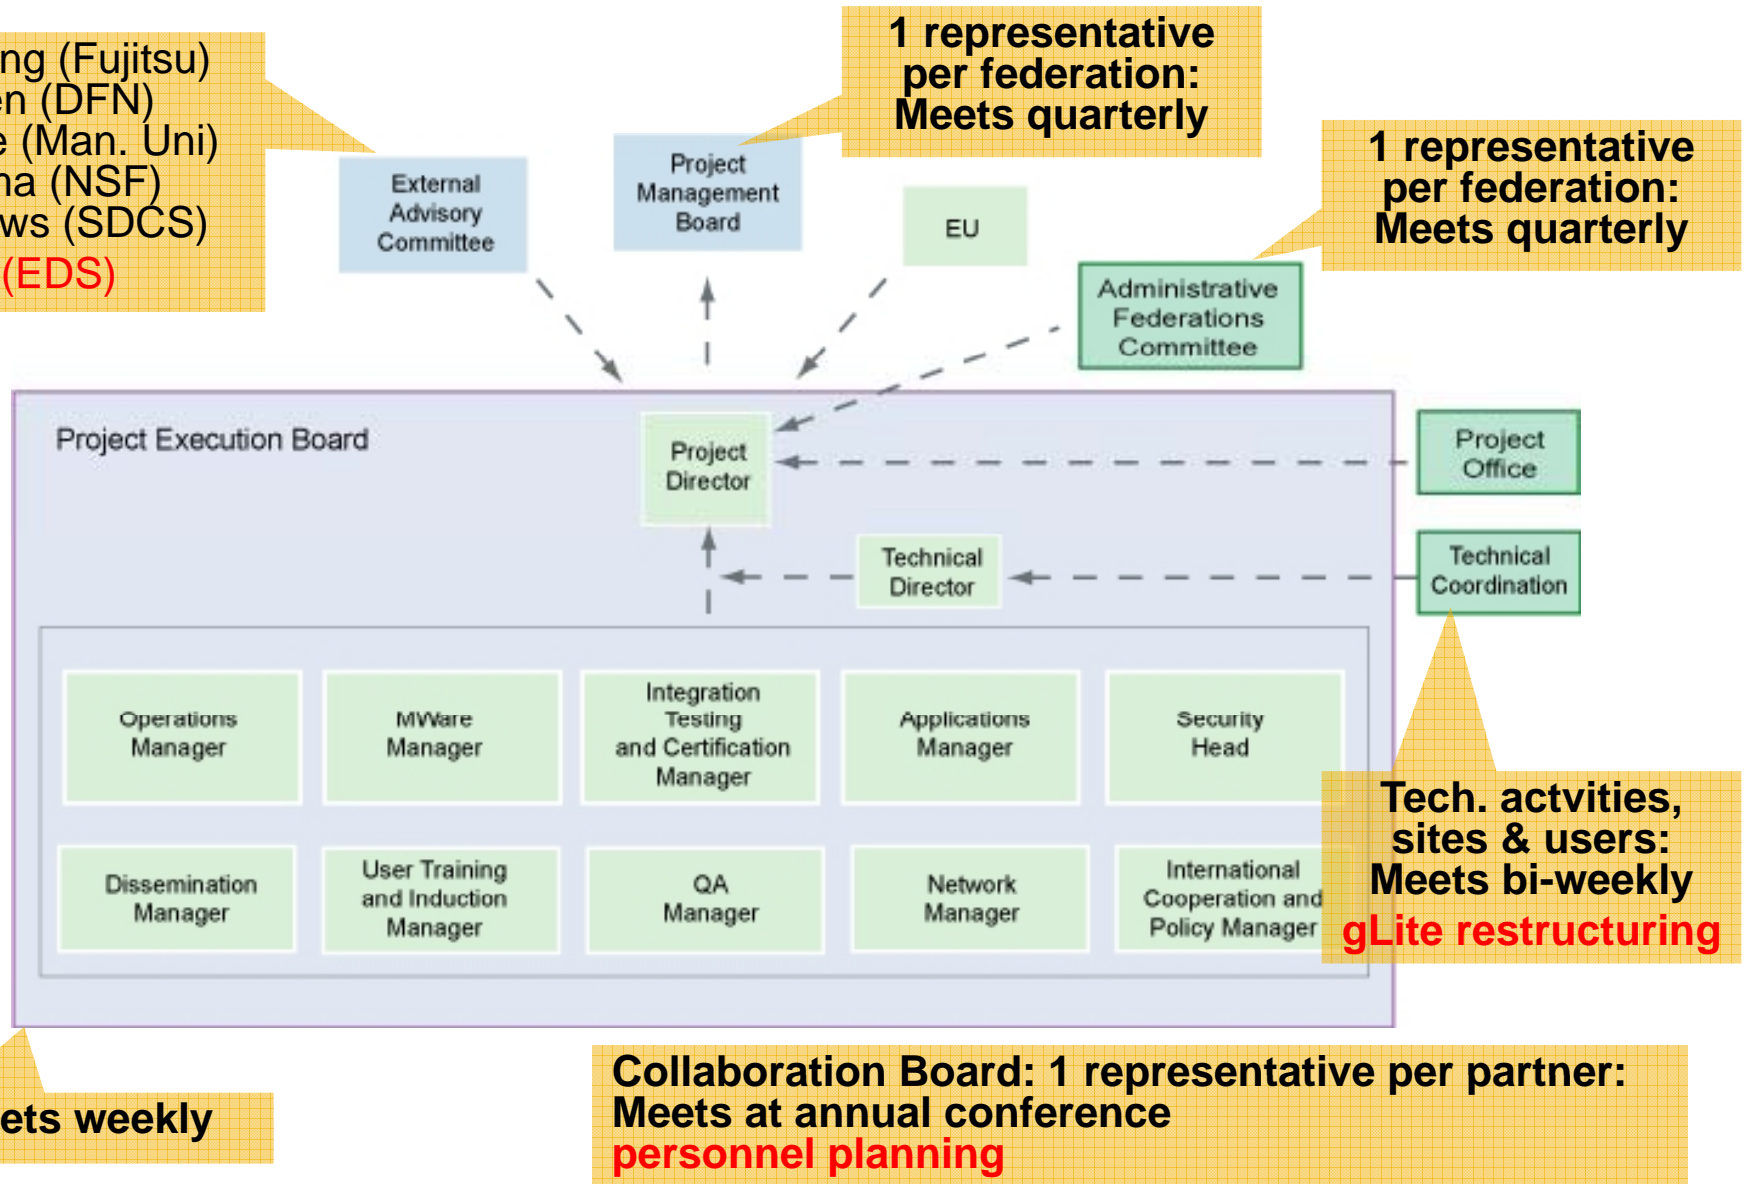 ng (Fujitsu)
en (DFN)
e (Man. Uni)
na (NSF)
ws (SDCS)
(EDS)
1 representative
per federation:
Meets quarterly
1 representative
per federation:
Meets quarterly
External
Advisory
Committee
Project
Management
Board
EU
Administrative
Federations
Committee
Project Execution Board
Project
Director
Project
Office
Technical
Director
Technical
Coordination
Operations
Manager
MWare
Manager
Integration
Testing
and Certification
Manager
Applications
Manager
Security
Head
Dissemination
Manager
User Training
and Induction
Manager
QA
Manager
Network
Manager
International
Cooperation and
Policy Manager
Tech. actvities,
sites & users:
Meets bi-weekly
gLite restructuring
ets weekly
Collaboration Board: 1 representative per partner:
Meets at annual conference
personnel planning